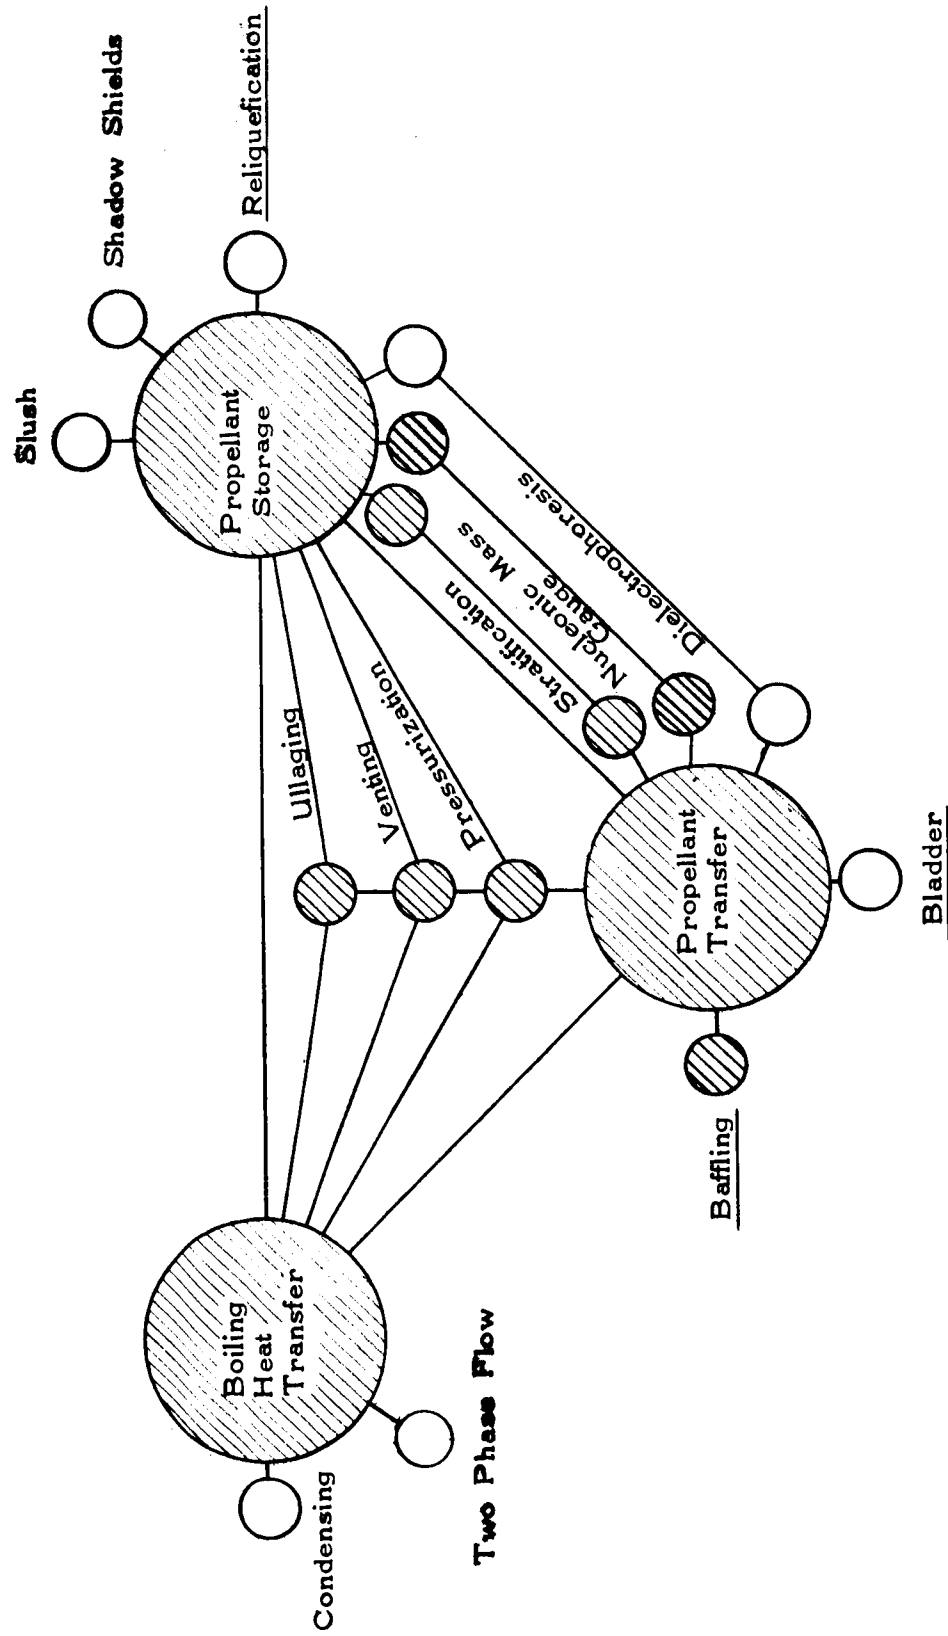 Slush
Shadow Shields
Reliquefication
Propellant
Storage
Ullaging
Venting
Pressurization
Stratification
Nucleonic Mass
Gauge
Dielectrophoresis
Boiling
Heat
Transfer
Condensing
Two Phase Flow
Propellant
Transfer
Baffling
Bladder